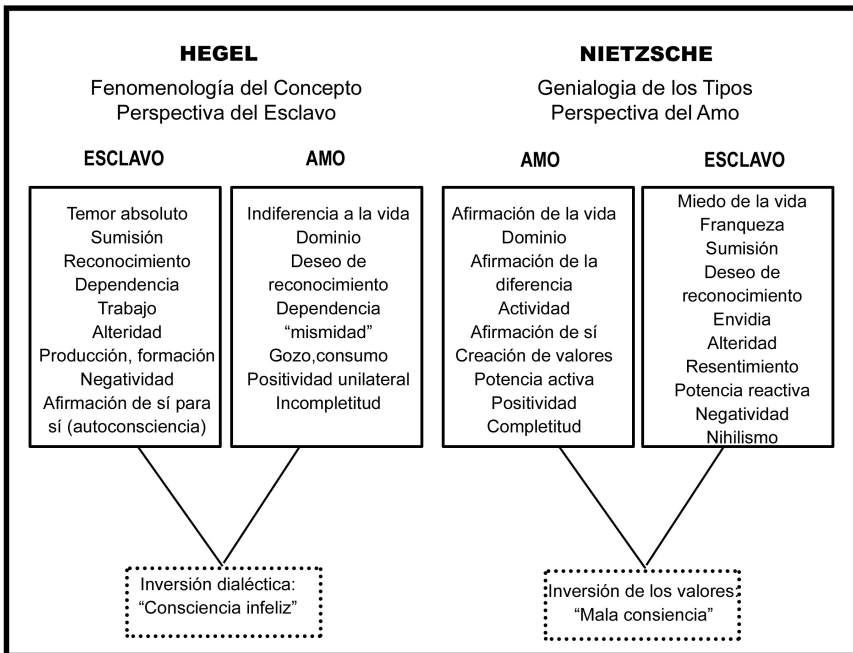 HEGEL
Fenomenología del Concepto
Perspectiva del Esclavo
ESCLAVO
Temor absoluto
Sumisión
Reconocimiento
Dependencia
Trabajo
Alteridad
Producción, formación
Negatividad
Afirmación de sí para
sí (autoconsciencia)
AMO
Indiferencia a la vida
Dominio
Deseo de
reconocimiento
Dependencia
“mismidad”
Gozo,consumo
Positividad unilateral
Incompletitud
Inversión dialéctica:
“Consciencia infeliz”
NIETZSCHE
Genialogia de los Tipos
Perspectiva del Amo
AMO
Afirmación de la vida
Dominio
Afirmación de la
diferencia
Actividad
Afirmación de sí
Creación de valores
Potencia activa
Positividad
Completitud
ESCLAVO
Miedo de la vida
Franqueza
Sumisión
Deseo de
reconocimiento
Envidia
Alteridad
Resentimiento
Potencia reactiva
Negatividad
Nihilismo
Inversión de los valores:
“Mala consiencia”